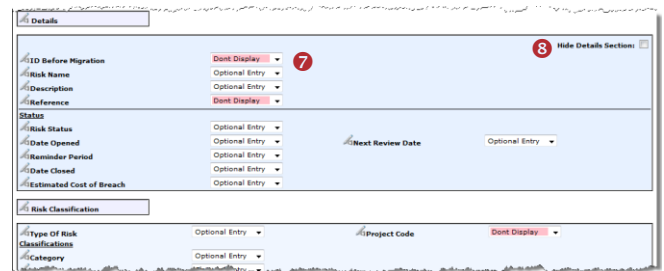 Details
8 Hide Details Section:
ID Before Migration Dont Display 7
Risk Name Optional Entry
Description Optional Entry
Reference Dont Display
Status
Risk Status Optional Entry
Date Opened Optional Entry Next Review Date Optional Entry
Reminder Period Optional Entry
Date Closed Optional Entry
Estimated Cost of Breach Optional Entry
Risk Classification
Type Of Risk Optional Entry Project Code Dont Display
Classifications
Category Optional Entry